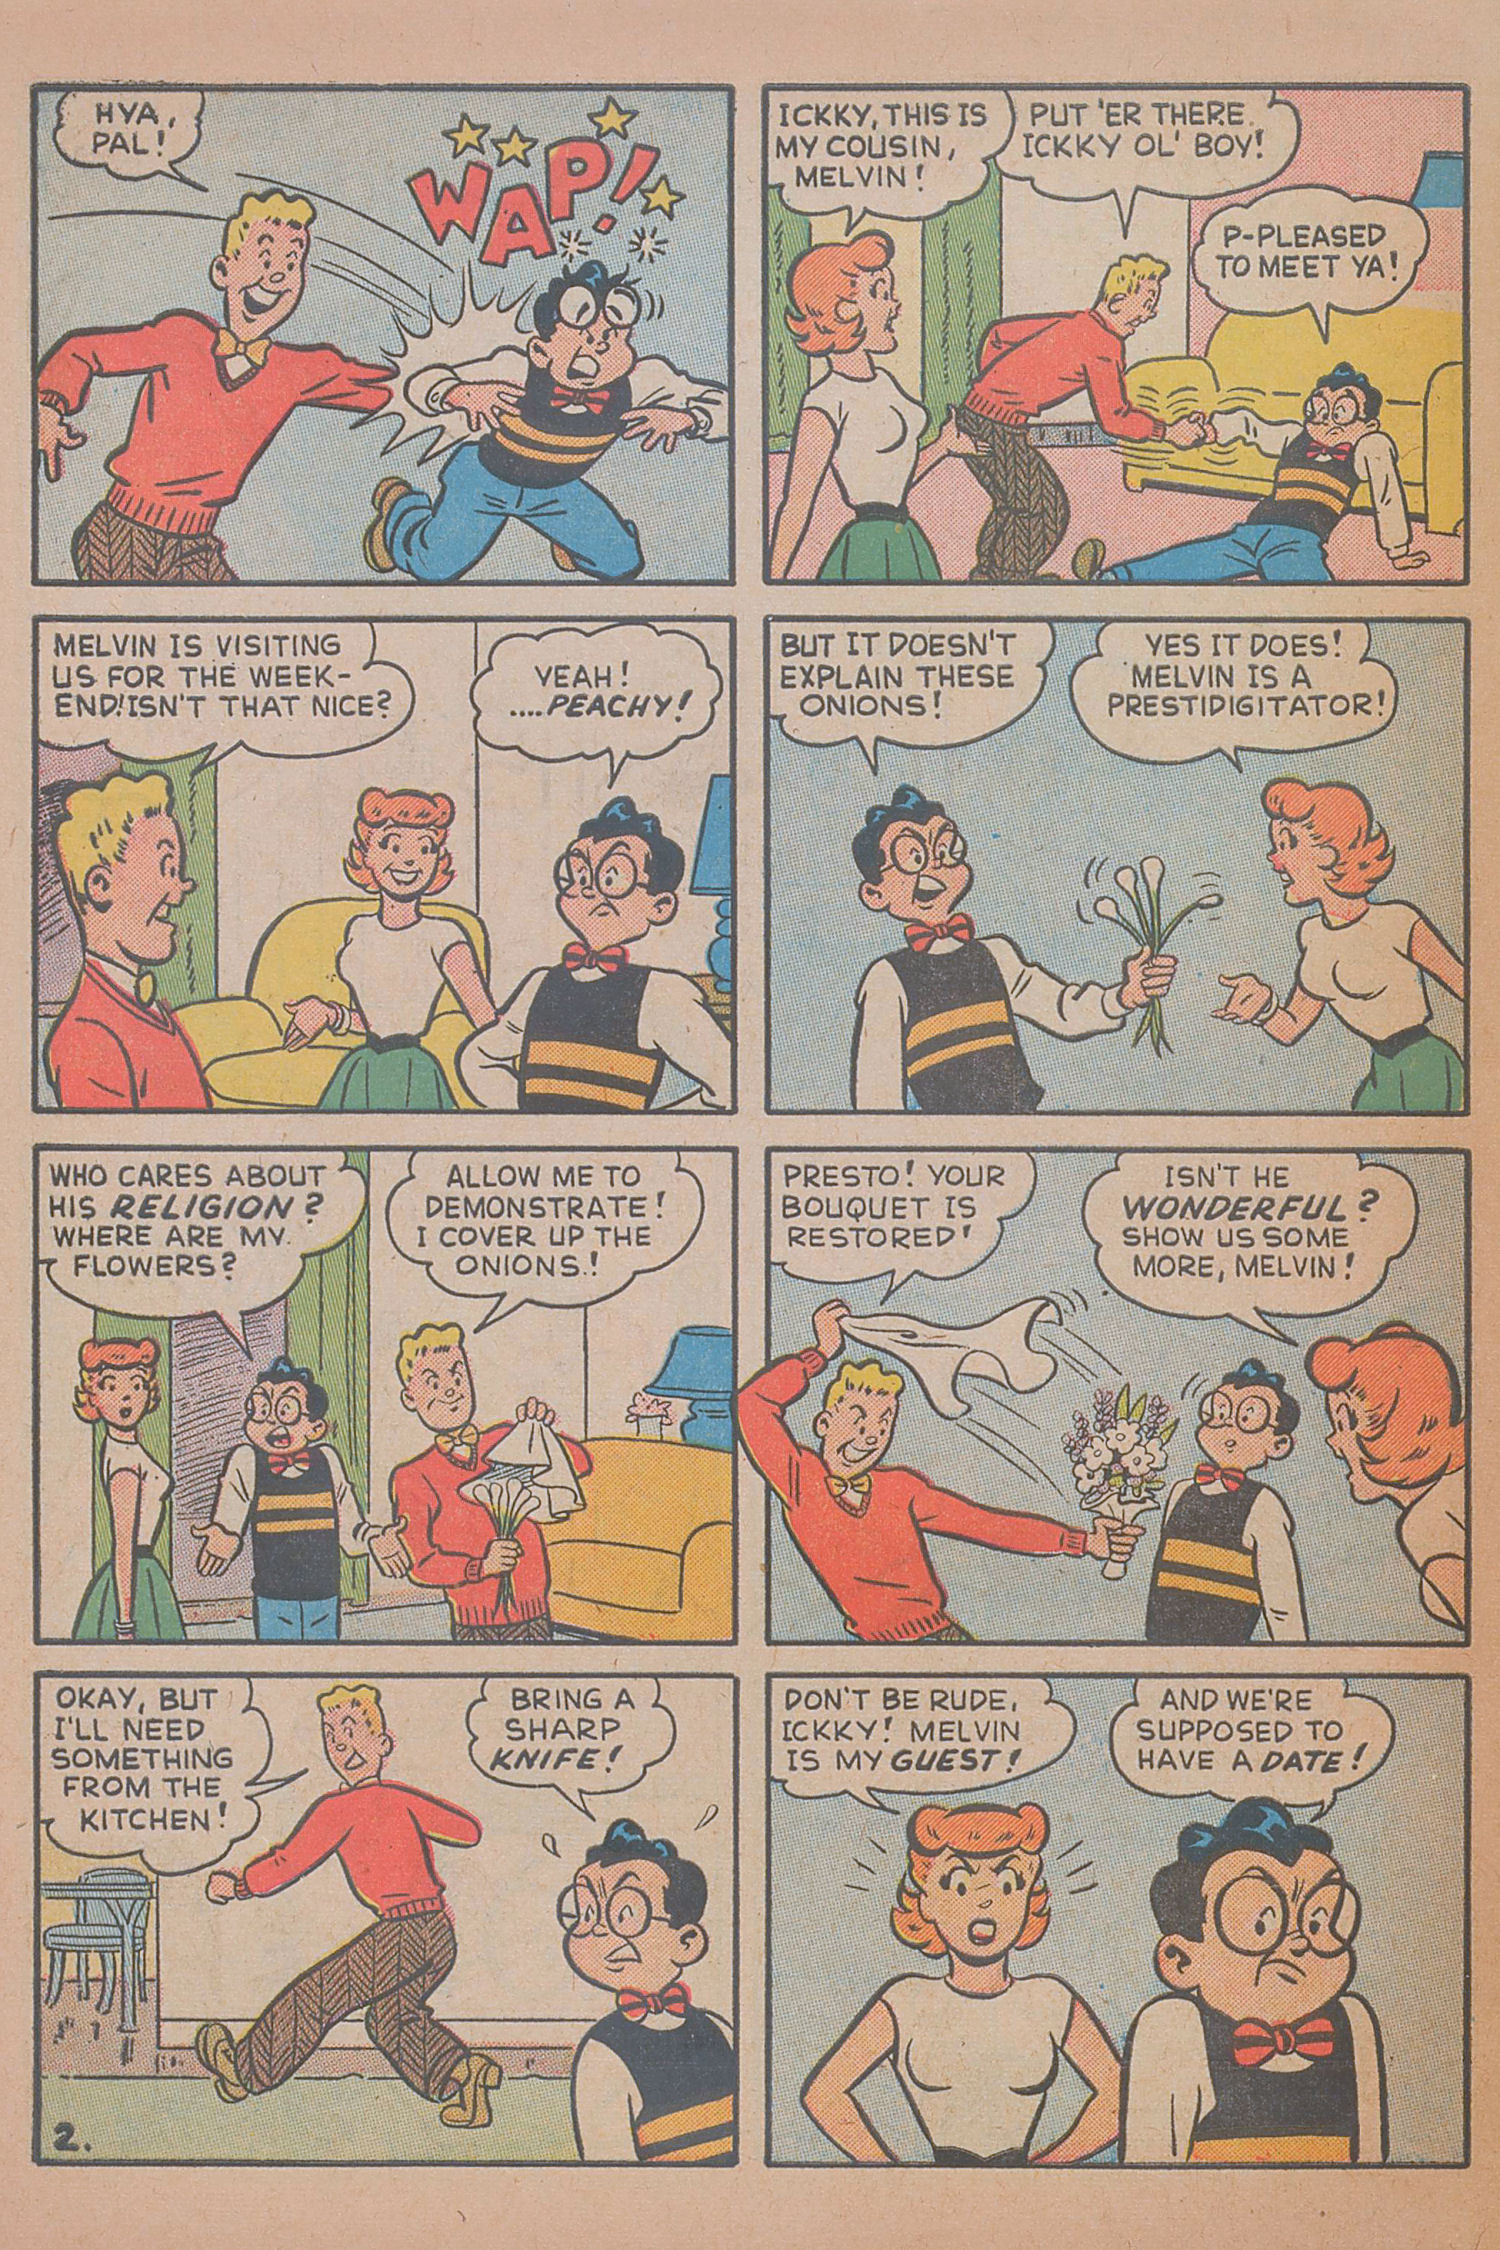 HYA,
PAL!
WAP!
ICKKY, THIS IS
MY COUSIN,
MELVIN!
PUT 'ER THERE
ICKKY OL' BOY!
P-PLEASED
TO MEET YA!
MELVIN IS VISITING
US FOR THE WEEK-
END! ISN'T THAT NICE?
YEAH!
....PEACHY!
BUT IT DOESN'T
EXPLAIN THESE
ONIONS!
YES IT DOES!
MELVIN IS A
PRESTIDIGITATOR!
WHO CARES ABOUT
HIS RELIGION?
WHERE ARE MY
FLOWERS?
ALLOW ME TO
DEMONSTRATE!
I COVER UP THE
ONIONS!
PRESTO! YOUR
BOUQUET IS
RESTORED!
ISN'T HE
WONDERFUL?
SHOW US SOME
MORE, MELVIN!
OKAY, BUT
I'LL NEED
SOMETHING
FROM THE
KITCHEN!
BRING A
SHARP
KNIFE!
2.
DON'T BE RUDE,
ICKKY! MELVIN
IS MY GUEST!
AND WE'RE
SUPPOSED TO
HAVE A DATE!